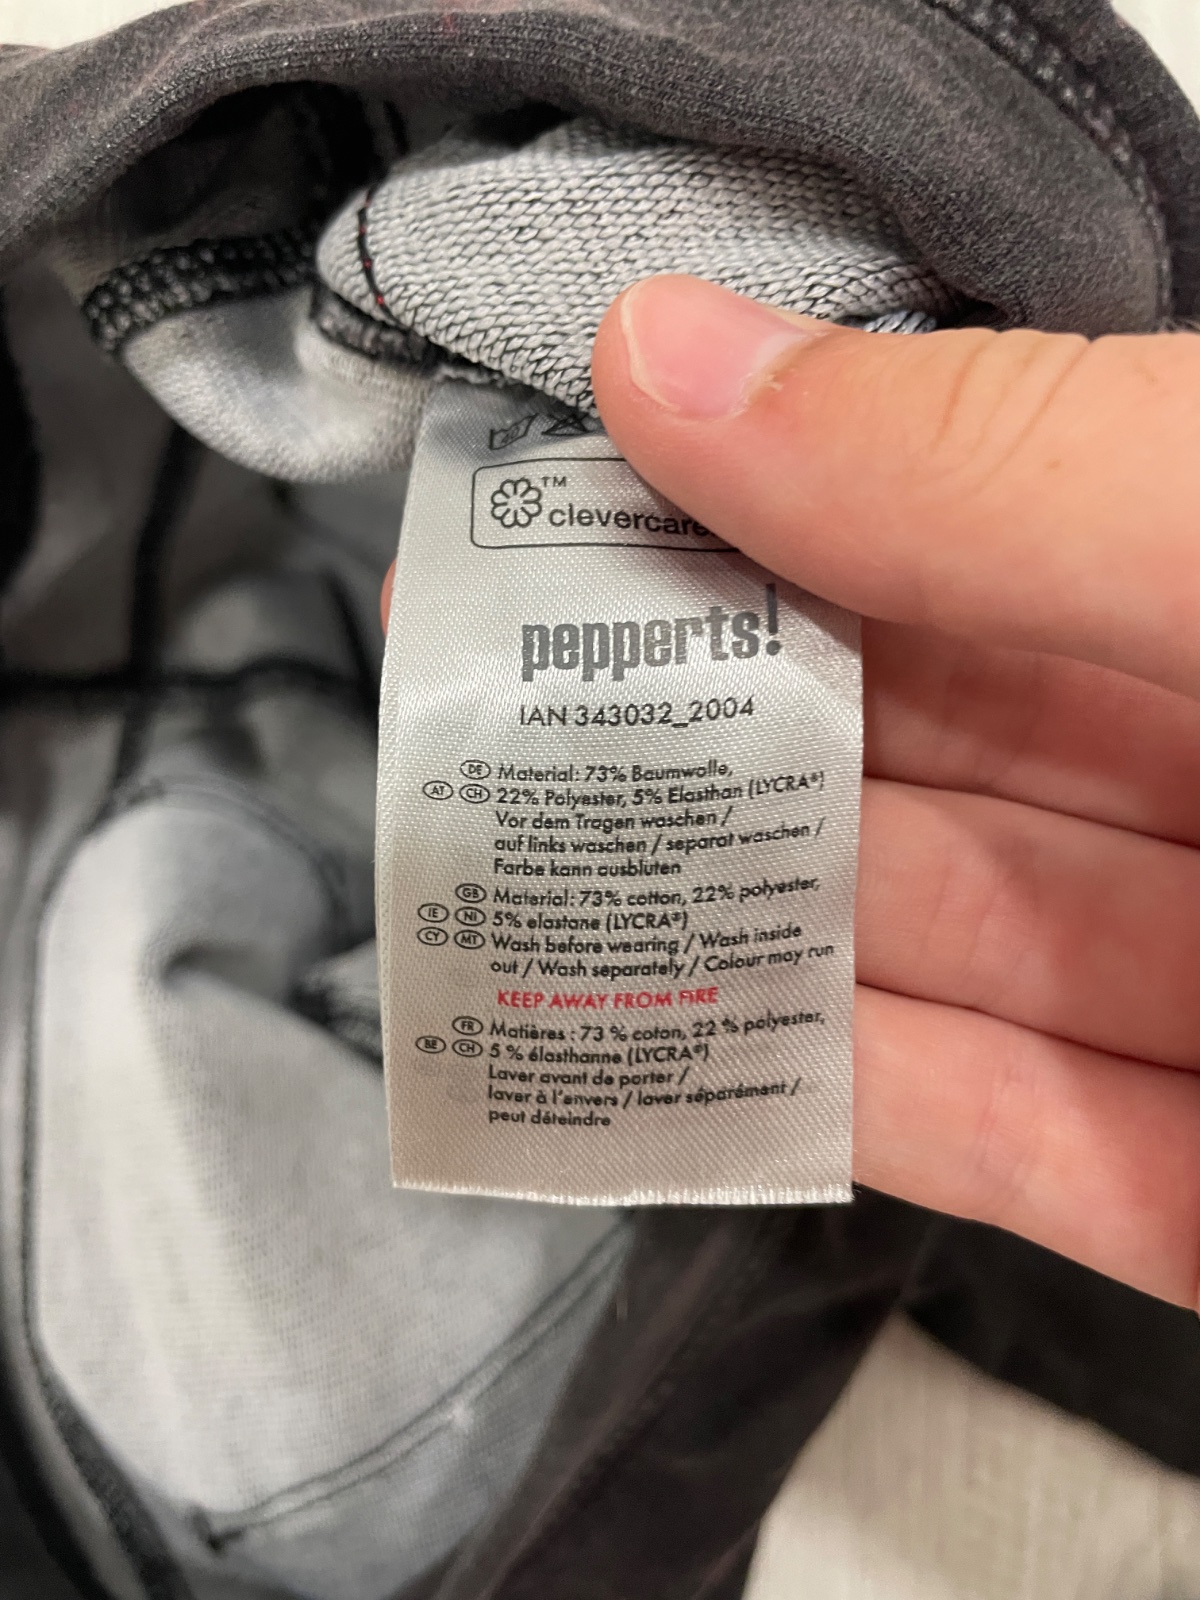 30
TM
clevercare
pepperts!
IAN 343032_2004
DE Material: 73% Baumwolle,
AT CH 22% Polyester, 5% Elasthan (LYCRA®)
Vor dem Tragen waschen /
auf links waschen / separat waschen /
Farbe kann ausbluten
GB Material: 73% cotton, 22% polyester,
IE NI 5% elastane (LYCRA®)
CY MT Wash before wearing / Wash inside
out / Wash separately / Colour may run
KEEP AWAY FROM FIRE
FR Matières : 73 % coton, 22 % polyester,
BE CH 5 % élasthanne (LYCRA®)
Laver avant de porter /
laver à l'envers / laver séparément /
peut déteindre